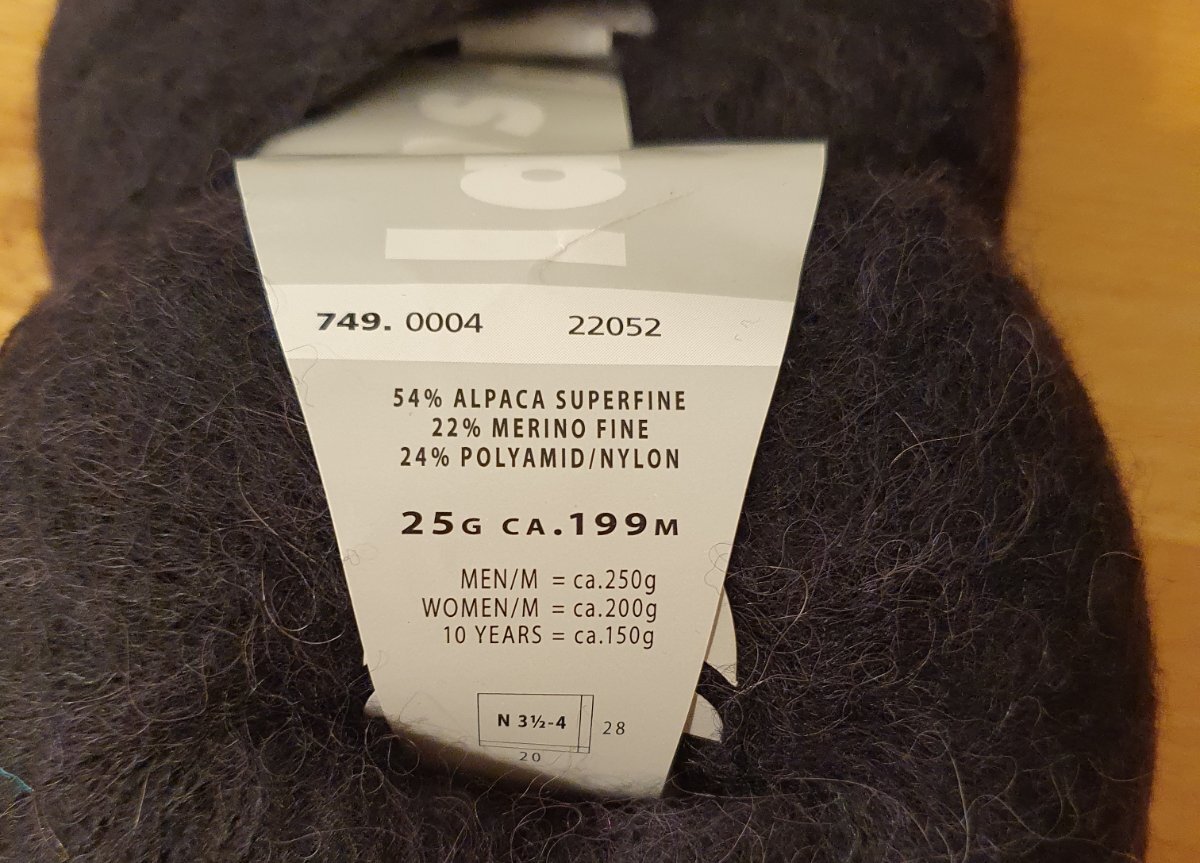 749. 0004 22052
54% ALPACA SUPERFINE
22% MERINO FINE
24% POLYAMID/NYLON
25G CA.199M
MEN/M = ca.250g
WOMEN/M = ca.200g
10 YEARS = ca.150g
N 3½-4
28
20